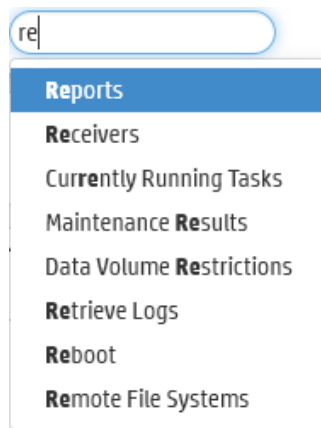 re
Reports
Receivers
Currently Running Tasks
Maintenance Results
Data Volume Restrictions
Retrieve Logs
Reboot
Remote File Systems